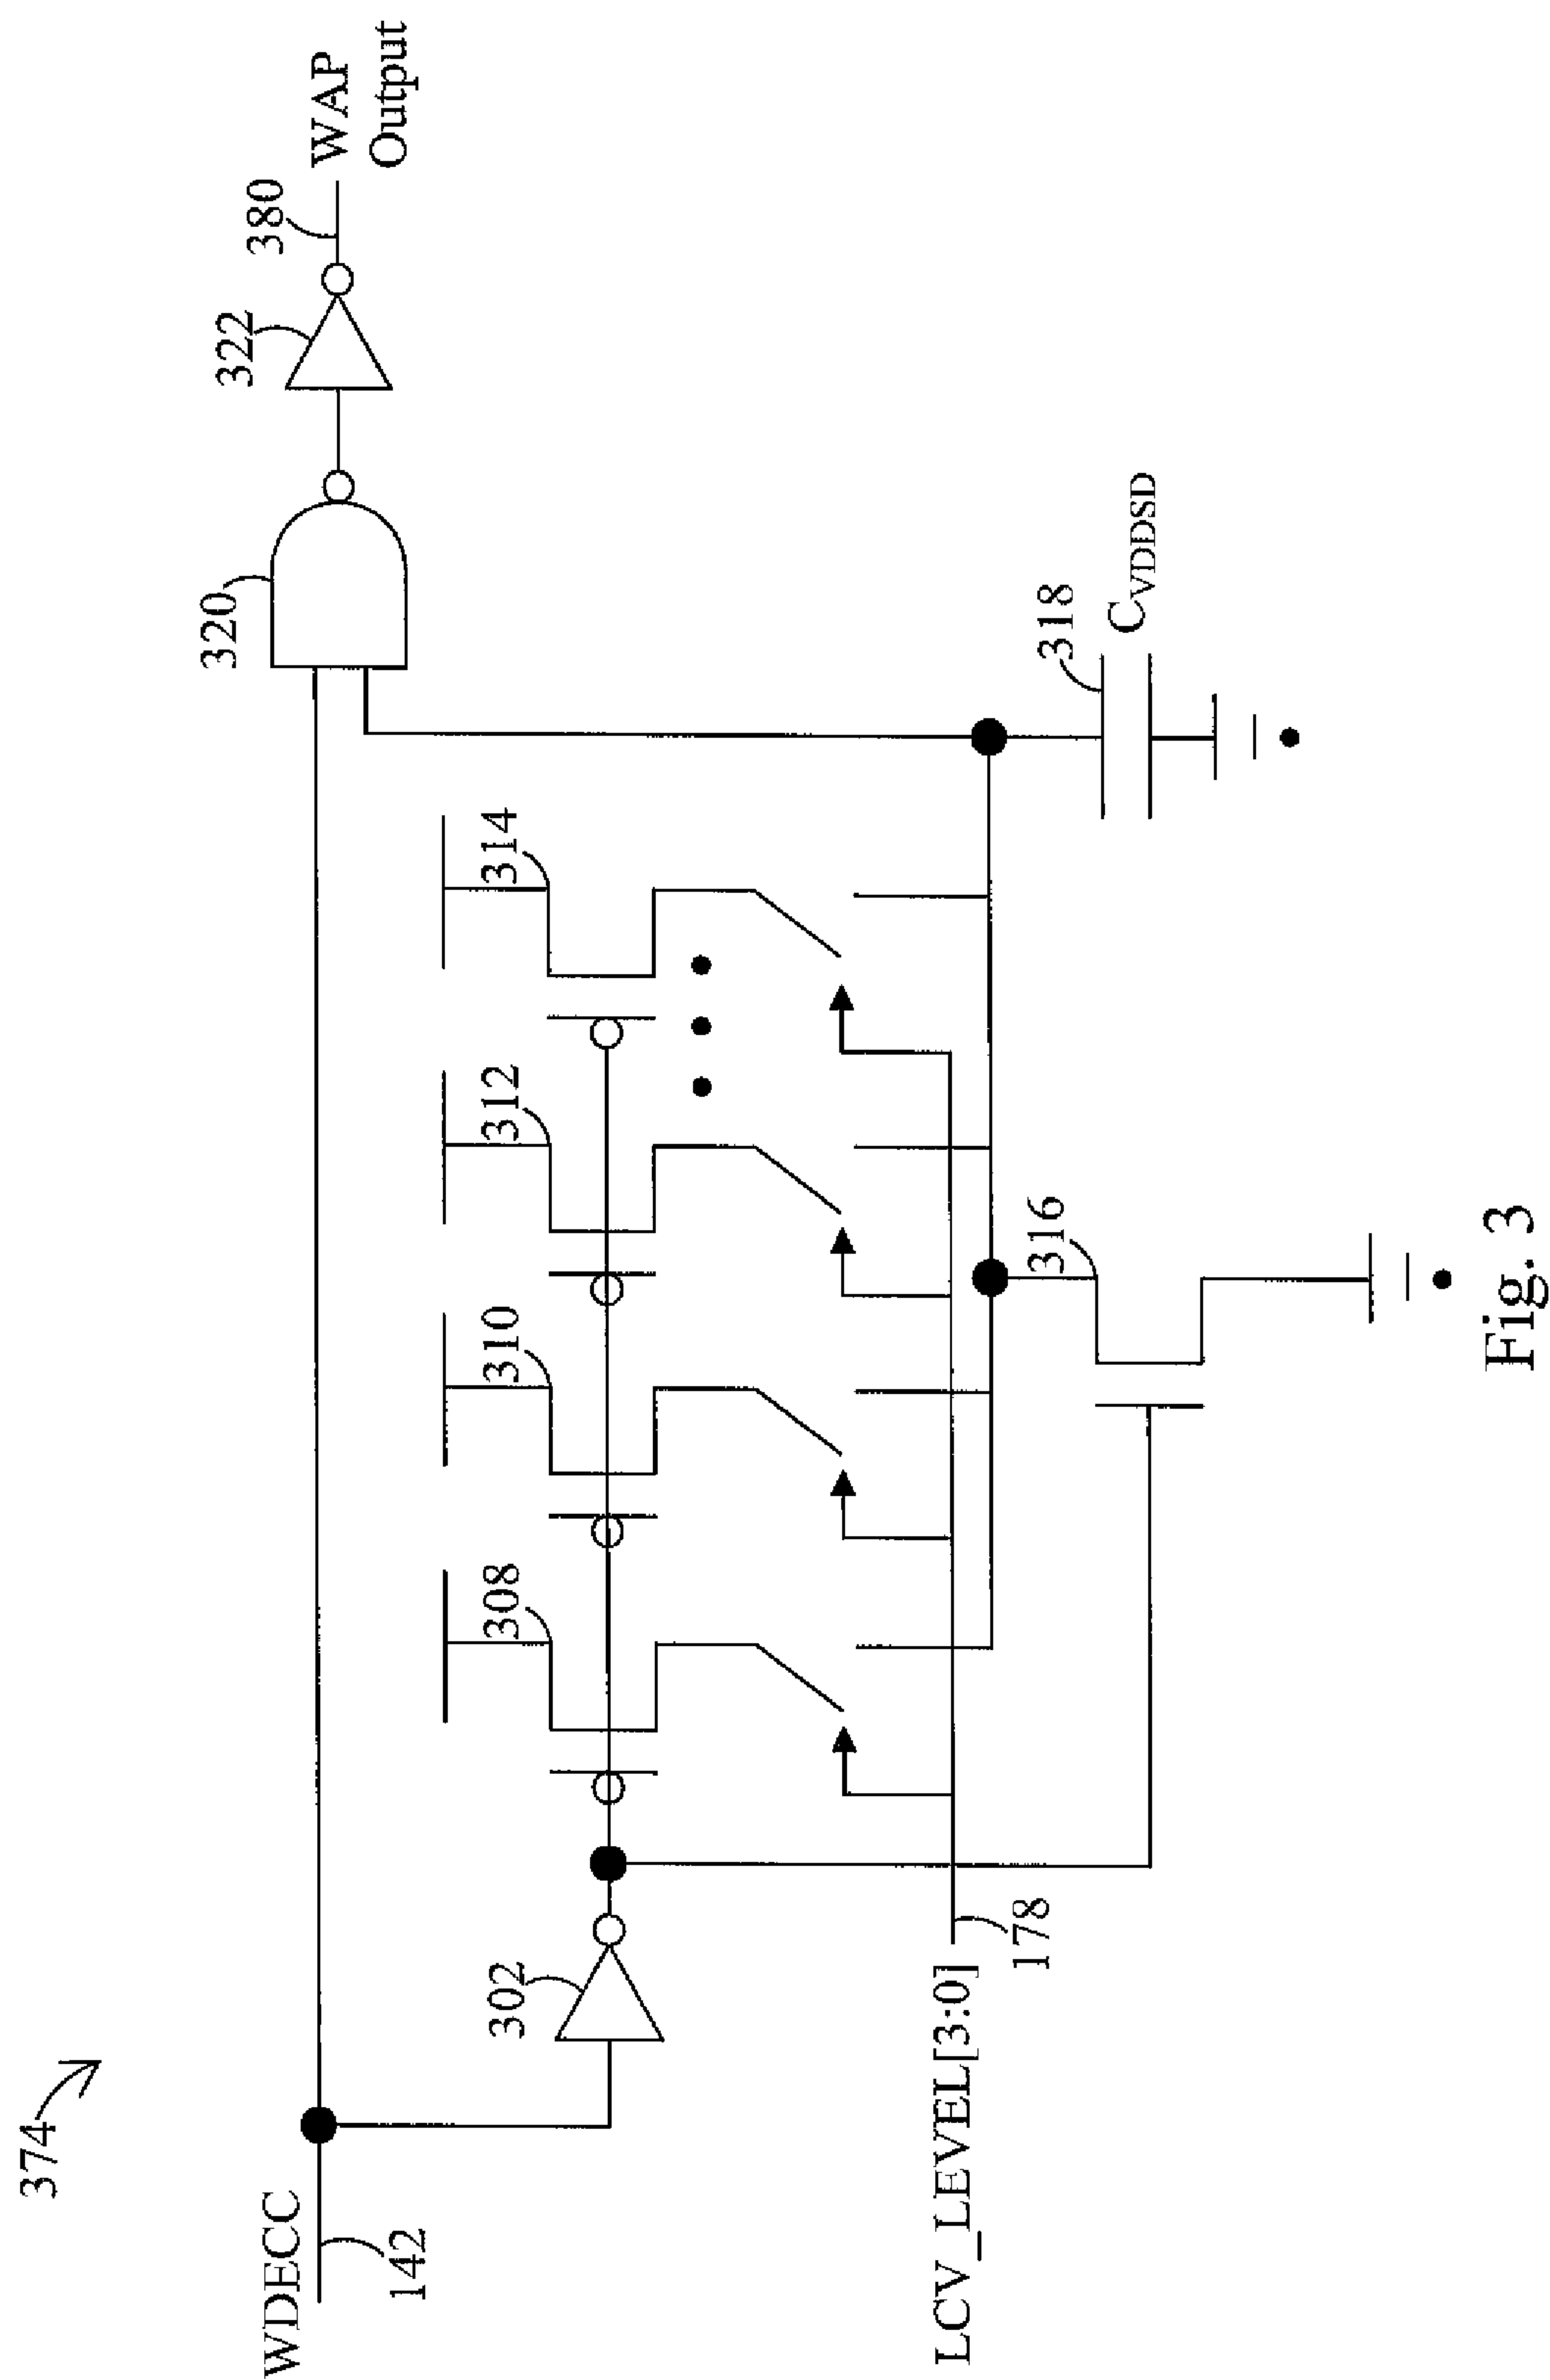 374
WDECC
142
302
308
310
312
314
320
322
380
WAP
Output
LCV_LEVEL[3:0]
178
316
318
CVDDSD
Fig. 3